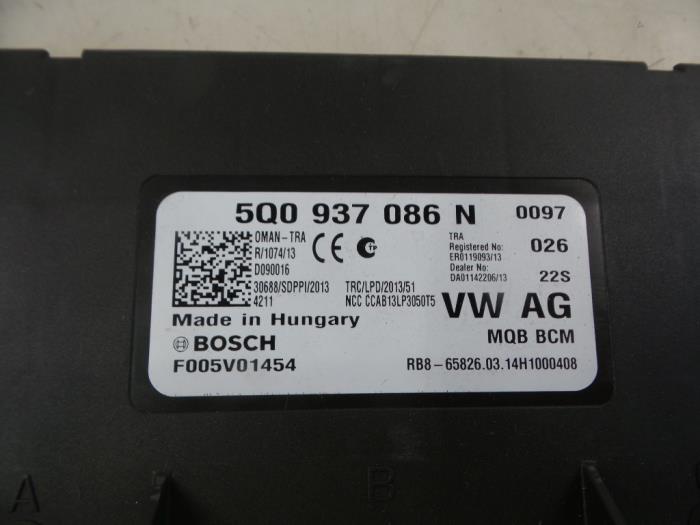 5Q0 937 086 N 0097
OMAN-TRA
R/1074/13
D090016
30688/SDPPI/2013
4211
CE
TRC/LPD/2013/51
NCC CCAB13LP3050T5
TRA
Registered No:
ER0119093/13
Dealer No:
DA01142206/13
026
22S
VW AG
Made in Hungary
MQB BCM
BOSCH
F005V01454
RB8-65826.03.14H1000408
A
B